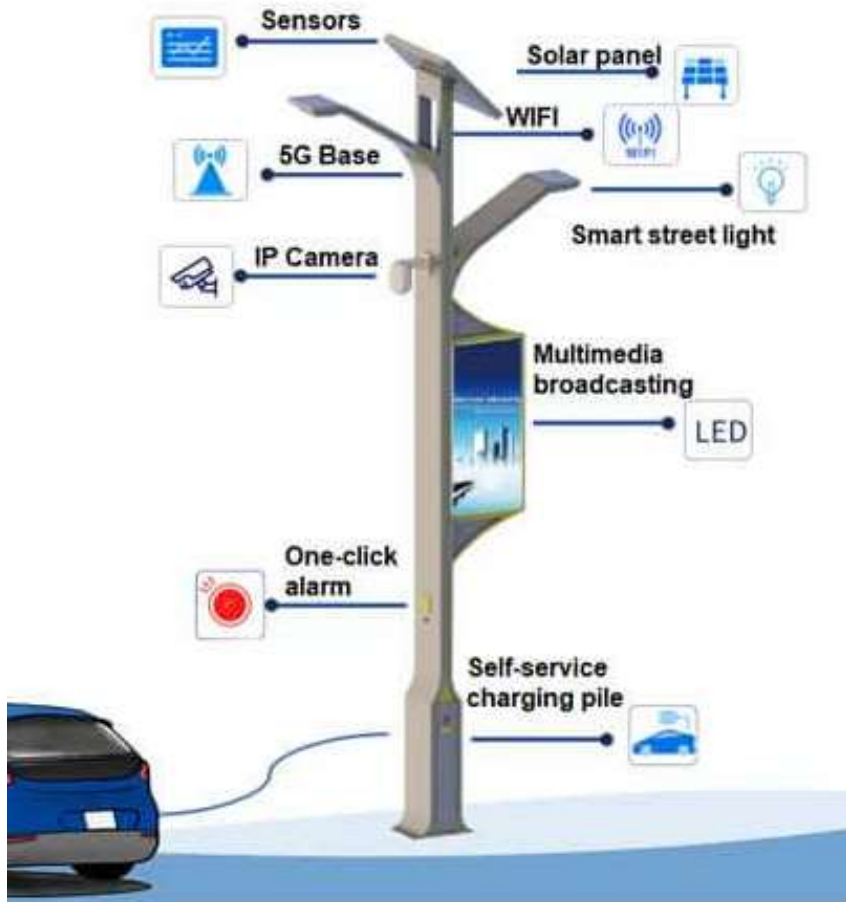 Sensors
Solar panel
WIFI
WIFI
5G Base
Smart street light
IP Camera
Multimedia
broadcasting
LED
One-click
alarm
Self-service
charging pile